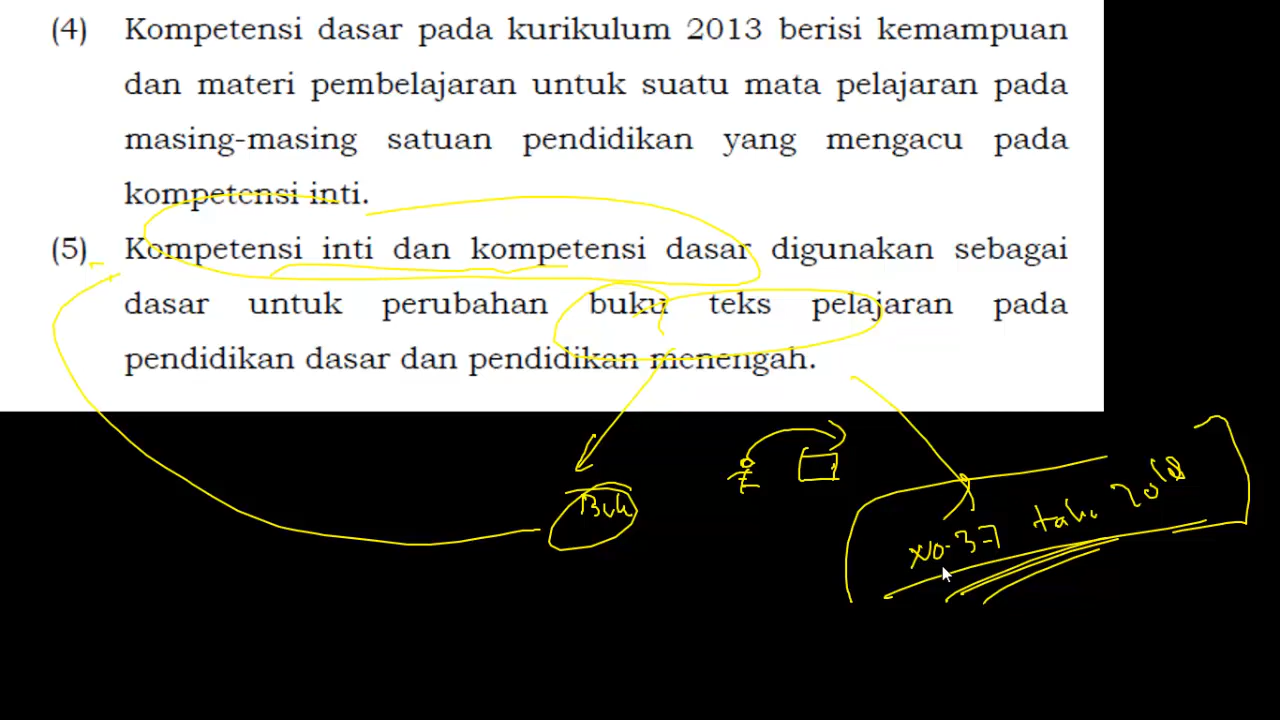 (4) Kompetensi dasar pada kurikulum 2013 berisi kemampuan
dan materi pembelajaran untuk suatu mata pelajaran pada
masing-masing satuan pendidikan yang mengacu pada
kompetensi inti.
(5) Kompetensi inti dan kompetensi dasar digunakan sebagai
dasar untuk perubahan buku teks pelajaran pada
pendidikan dasar dan pendidikan menengah.
No. 37 2018